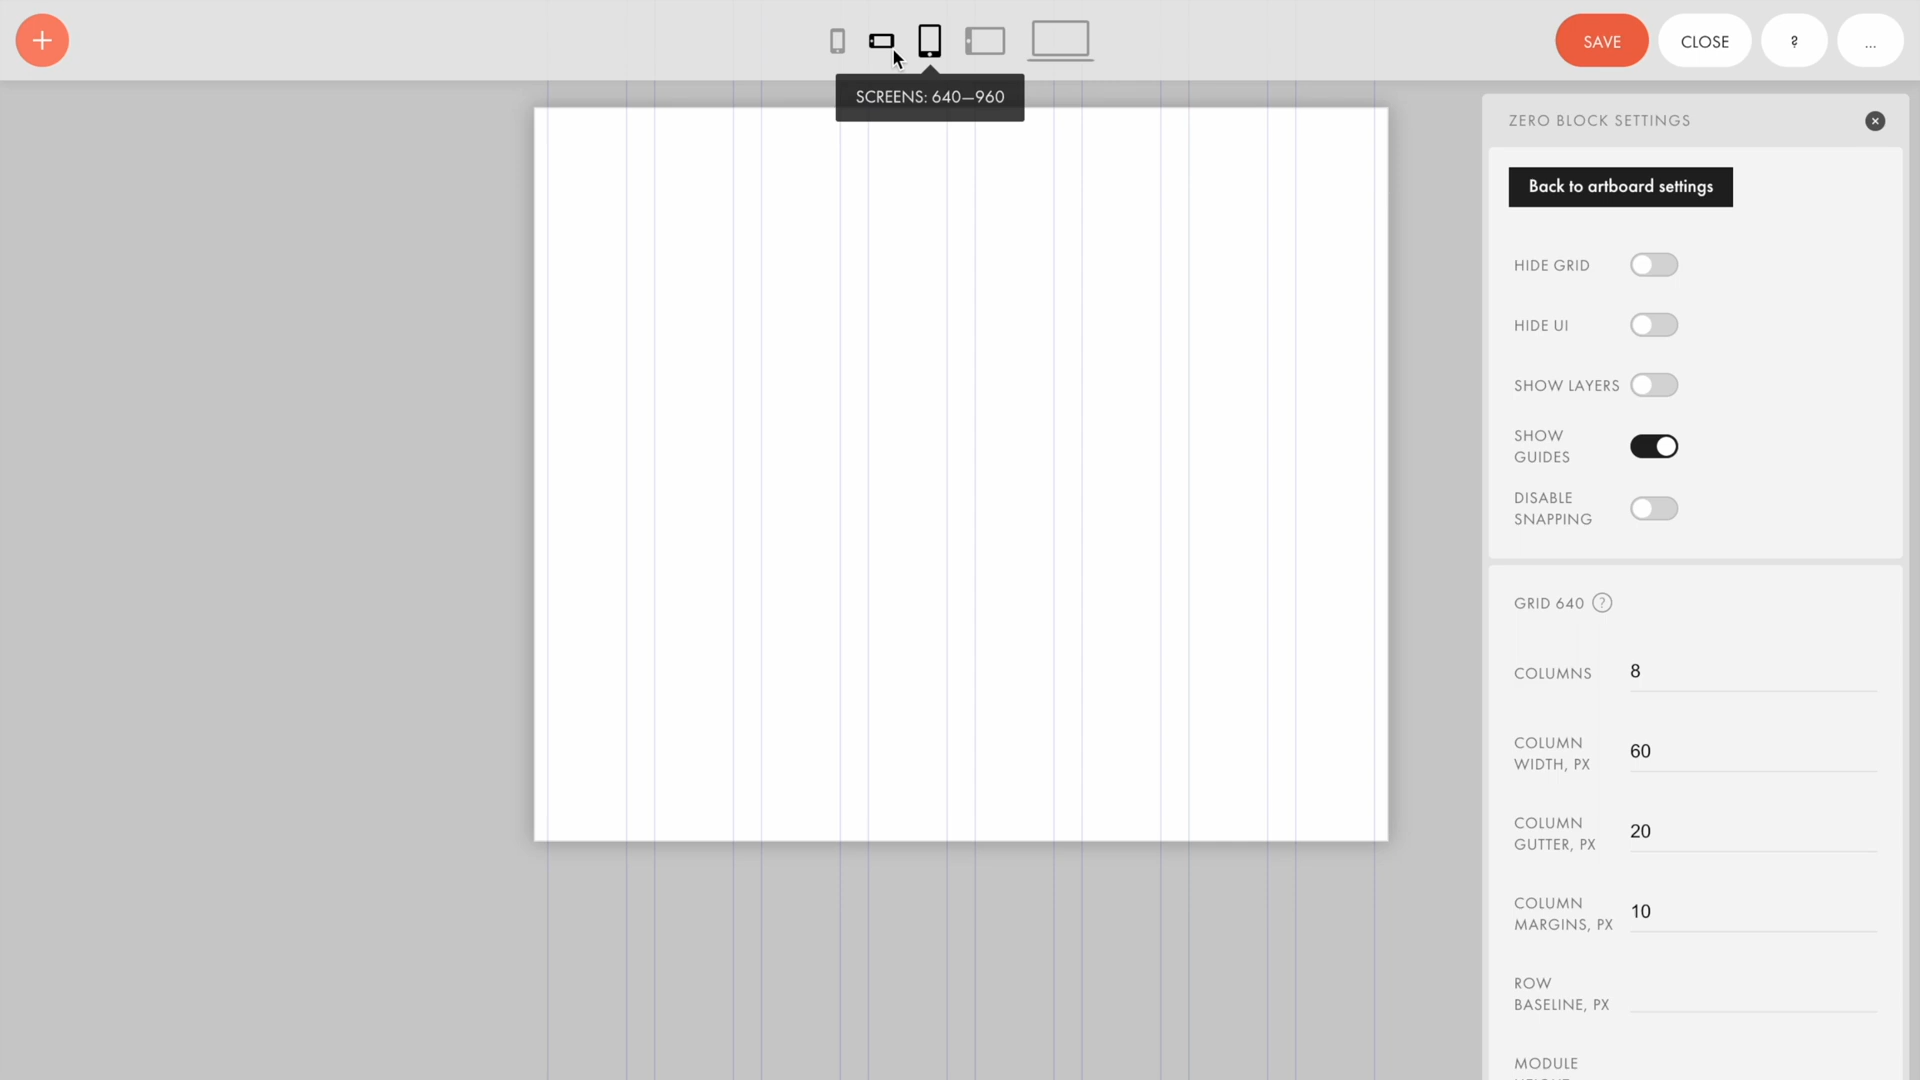 SAVE
CLOSE
?
...
SCREENS: 640—960
ZERO BLOCK SETTINGS
Back to artboard settings
HIDE GRID
HIDE UI
SHOW LAYERS
SHOW
GUIDES
DISABLE
SNAPPING
GRID 640 ?
COLUMNS 8
COLUMN
WIDTH, PX 60
COLUMN
GUTTER, PX 20
COLUMN
MARGINS, PX 10
ROW
BASELINE, PX
MODULE